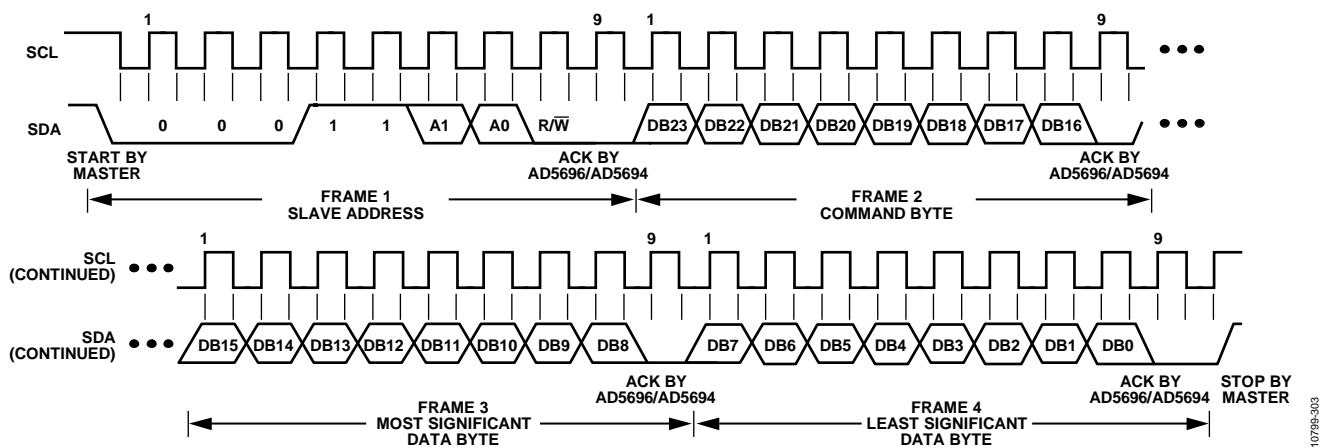 1 9 1 9
SCL
SDA 0 0 0 1 1 A1 A0 R/W̅ DB23 DB22 DB21 DB20 DB19 DB18 DB17 DB16
START BY
MASTER
ACK BY
AD5696/AD5694
ACK BY
AD5696/AD5694
FRAME 1
SLAVE ADDRESS
FRAME 2
COMMAND BYTE
1 9 1 9
SCL
(CONTINUED)
SDA
(CONTINUED)
DB15 DB14 DB13 DB12 DB11 DB10 DB9 DB8 DB7 DB6 DB5 DB4 DB3 DB2 DB1 DB0
ACK BY
AD5696/AD5694
ACK BY
AD5696/AD5694
STOP BY
MASTER
FRAME 3
MOST SIGNIFICANT
DATA BYTE
FRAME 4
LEAST SIGNIFICANT
DATA BYTE
10799-303